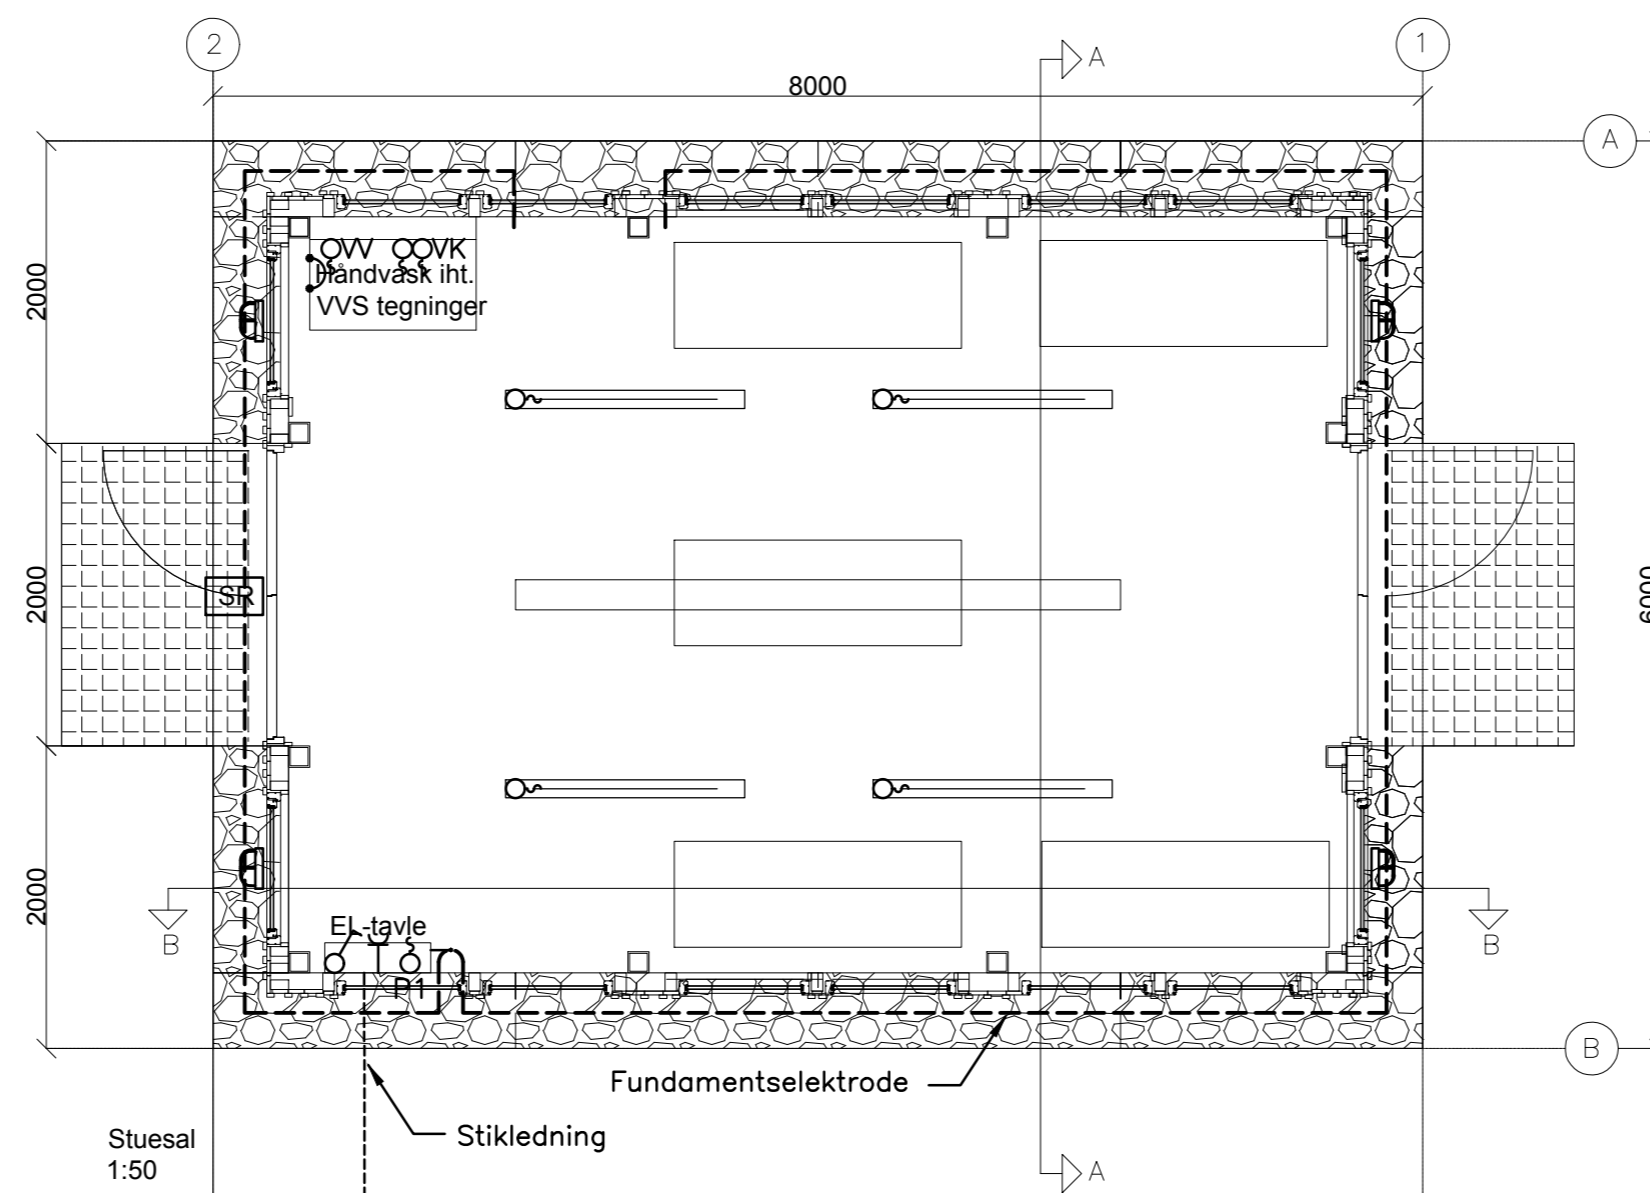 2
1
A
8000
A
2000
VV VK
Håndvask iht.
VVS tegninger
2000
SR
6000
2000
EL-tavle
B
B
P1
B
Fundamentselektrode
Stikledning
Stuesal
1:50
A